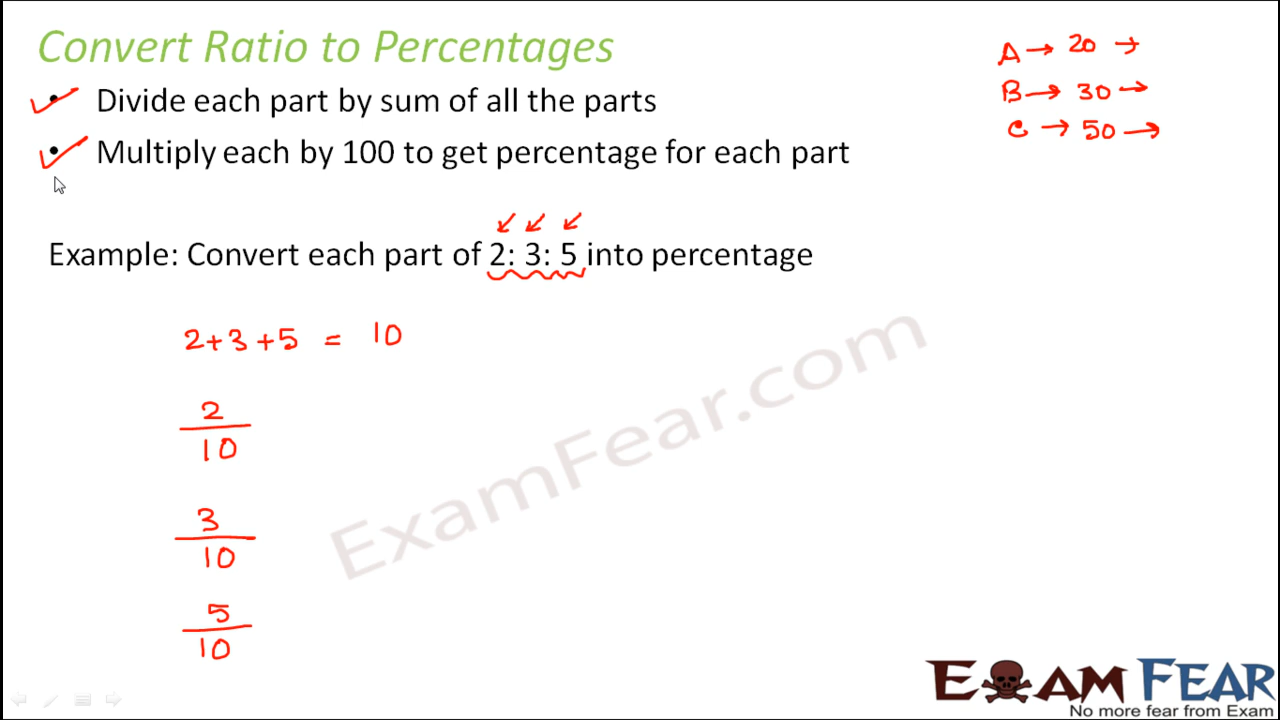 Convert Ratio to Percentages
A → 20 →
B → 30 →
C → 50 →
• Divide each part by sum of all the parts
• Multiply each by 100 to get percentage for each part
Example: Convert each part of 2: 3: 5 into percentage
2+3+5 = 10
2
10
3
10
5
10
ExamFear.com
EXAM FEAR
No more fear from Exam